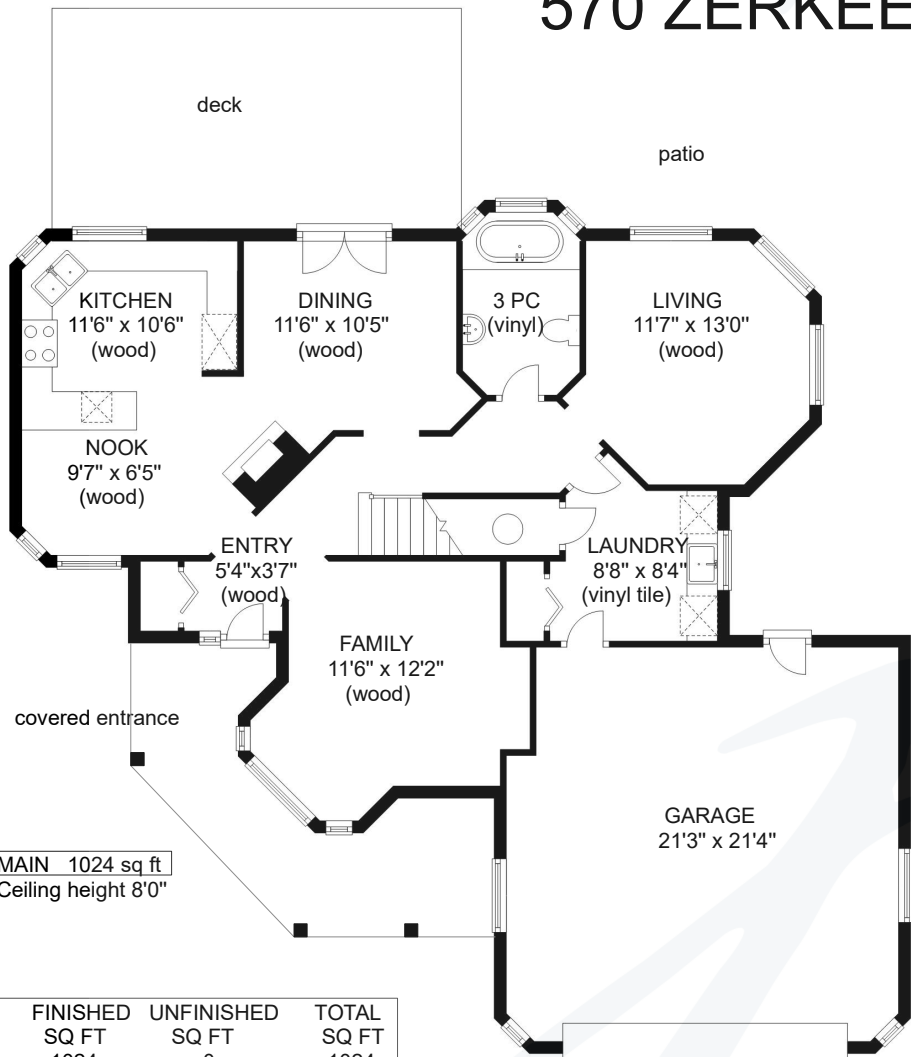 570 ZERKEE
deck
patio
KITCHEN
11'6" x 10'6"
(wood)
DINING
11'6" x 10'5"
(wood)
3 PC
(vinyl)
LIVING
11'7" x 13'0"
(wood)
NOOK
9'7" x 6'5"
(wood)
ENTRY
5'4"x3'7"
(wood)
LAUNDRY
8'8" x 8'4"
(vinyl tile)
FAMILY
11'6" x 12'2"
(wood)
covered entrance
GARAGE
21'3" x 21'4"
MAIN 1024 sq ft
Ceiling height 8'0"
FINISHED UNFINISHED TOTAL
SQ FT SQ FT SQ FT
1024 0 1024